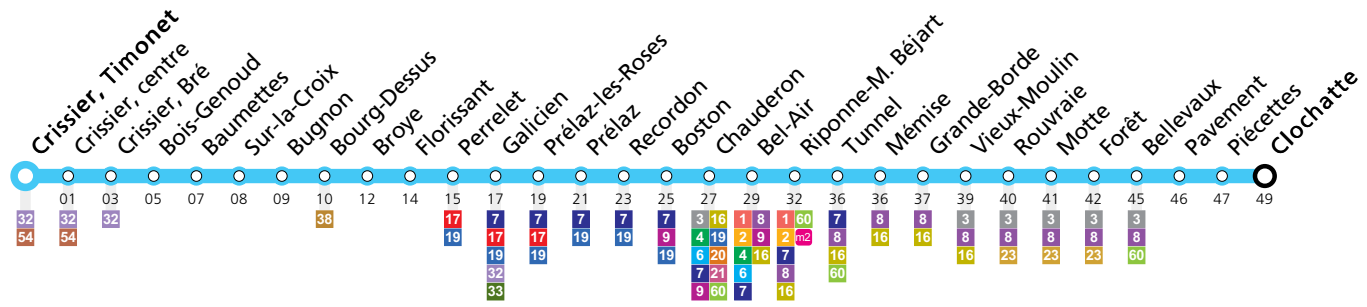 Crissier, Timonet
Crissier, centre
Crissier, Bré
Bois-Genoud
Baumettes
Sur-la-Croix
Bugnon
Bourg-Dessus
Broye
Florissant
Perrelet
Galicien
Prélaz-les-Roses
Prélaz
Recordon
Boston
Chauderon
Bel-Air
Riponne-M. Béjart
Tunnel
Mémise
Grande-Borde
Vieux-Moulin
Rouvraie
Motte
Forêt
Bellevaux
Pavement
Piécettes
Clochatte
01 03 05 07 08 09 10 12 14 15 17 19 21 23 25 27 29 32 36 36 37 39 40 41 42 45 46 47 49
32 32 32 38 17 7 7 7 7 7 3 16 1 8 1 60 7 8 8 3 3 3 3 3
54 54 19 17 17 19 19 9 4 19 2 9 2 m2 8 16 16 8 8 8 8 8
19 19 19 6 20 4 16 7 16 16 23 23 23 60
32 7 21 6 8 60
33 9 60 7 16